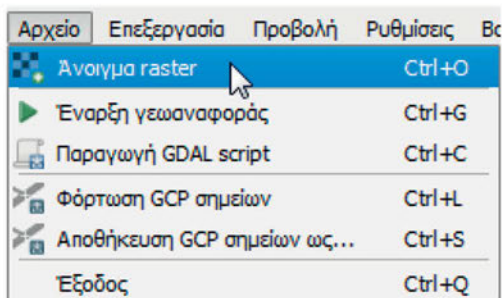 Αρχείο Επεξεργασία Προβολή Ρυθμίσεις
Άνοιγμα raster Ctrl+O
Έναρξη γεωαναφοράς Ctrl+G
Παραγωγή GDAL script Ctrl+C
Φόρτωση GCP σημείων Ctrl+L
Αποθήκευση GCP σημείων ως... Ctrl+S
Έξοδος Ctrl+Q